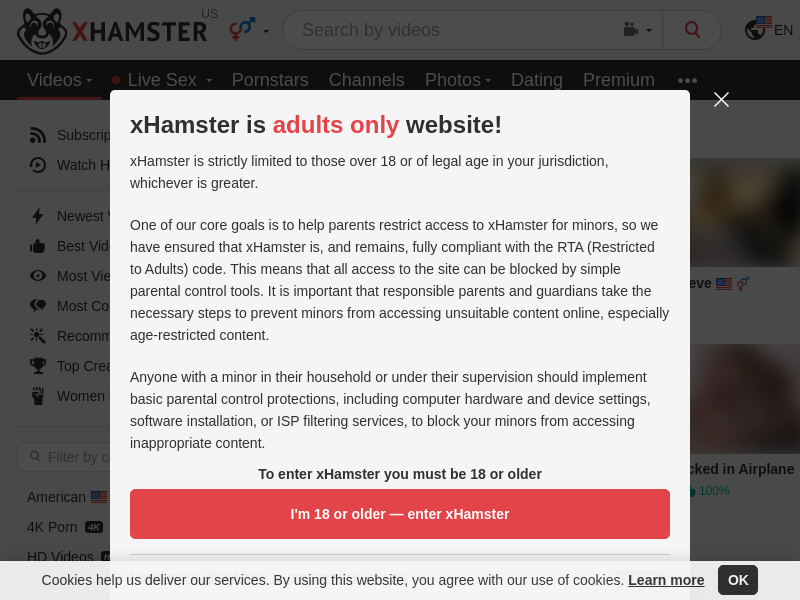 US
XHAMSTER
Search by videos
EN
Videos
Live Sex
Pornstars
Channels
Photos
Dating
Premium
xHamster is adults only website!
xHamster is strictly limited to those over 18 or of legal age in your jurisdiction,
whichever is greater.
One of our core goals is to help parents restrict access to xHamster for minors, so we
have ensured that xHamster is, and remains, fully compliant with the RTA (Restricted
to Adults) code. This means that all access to the site can be blocked by simple
parental control tools. It is important that responsible parents and guardians take the
necessary steps to prevent minors from accessing unsuitable content online, especially
age-restricted content.
Anyone with a minor in their household or under their supervision should implement
basic parental control protections, including computer hardware and device settings,
software installation, or ISP filtering services, to block your minors from accessing
inappropriate content.
To enter xHamster you must be 18 or older
I'm 18 or older — enter xHamster
Subscrip
Watch H
Newest
Best Vid
Most Vie
Most Co
Recomm
Top Crea
Women
Filter by c
American
4K Porn 4K
HD Videos
eve
cked in Airplane
100%
Cookies help us deliver our services. By using this website, you agree with our use of cookies. Learn more OK